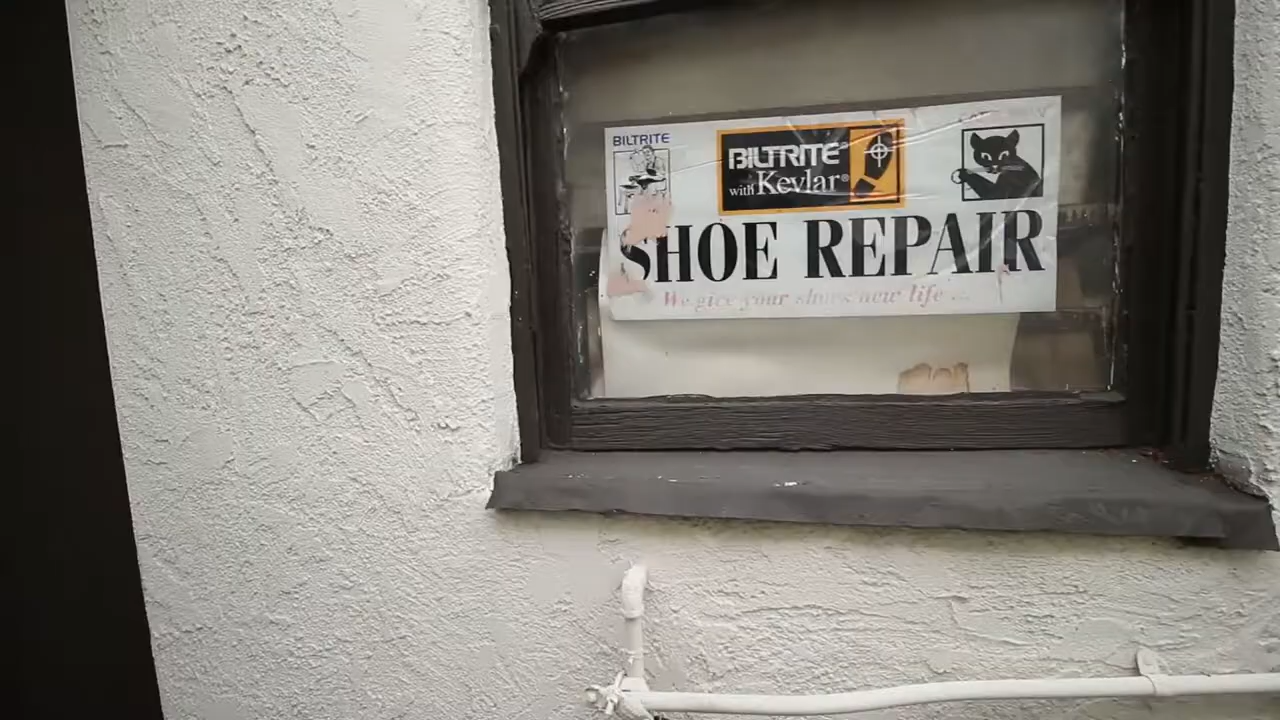 BILTRITE
BILTRITE®
with Kevlar®
SHOE REPAIR
We give your shoes new life ...